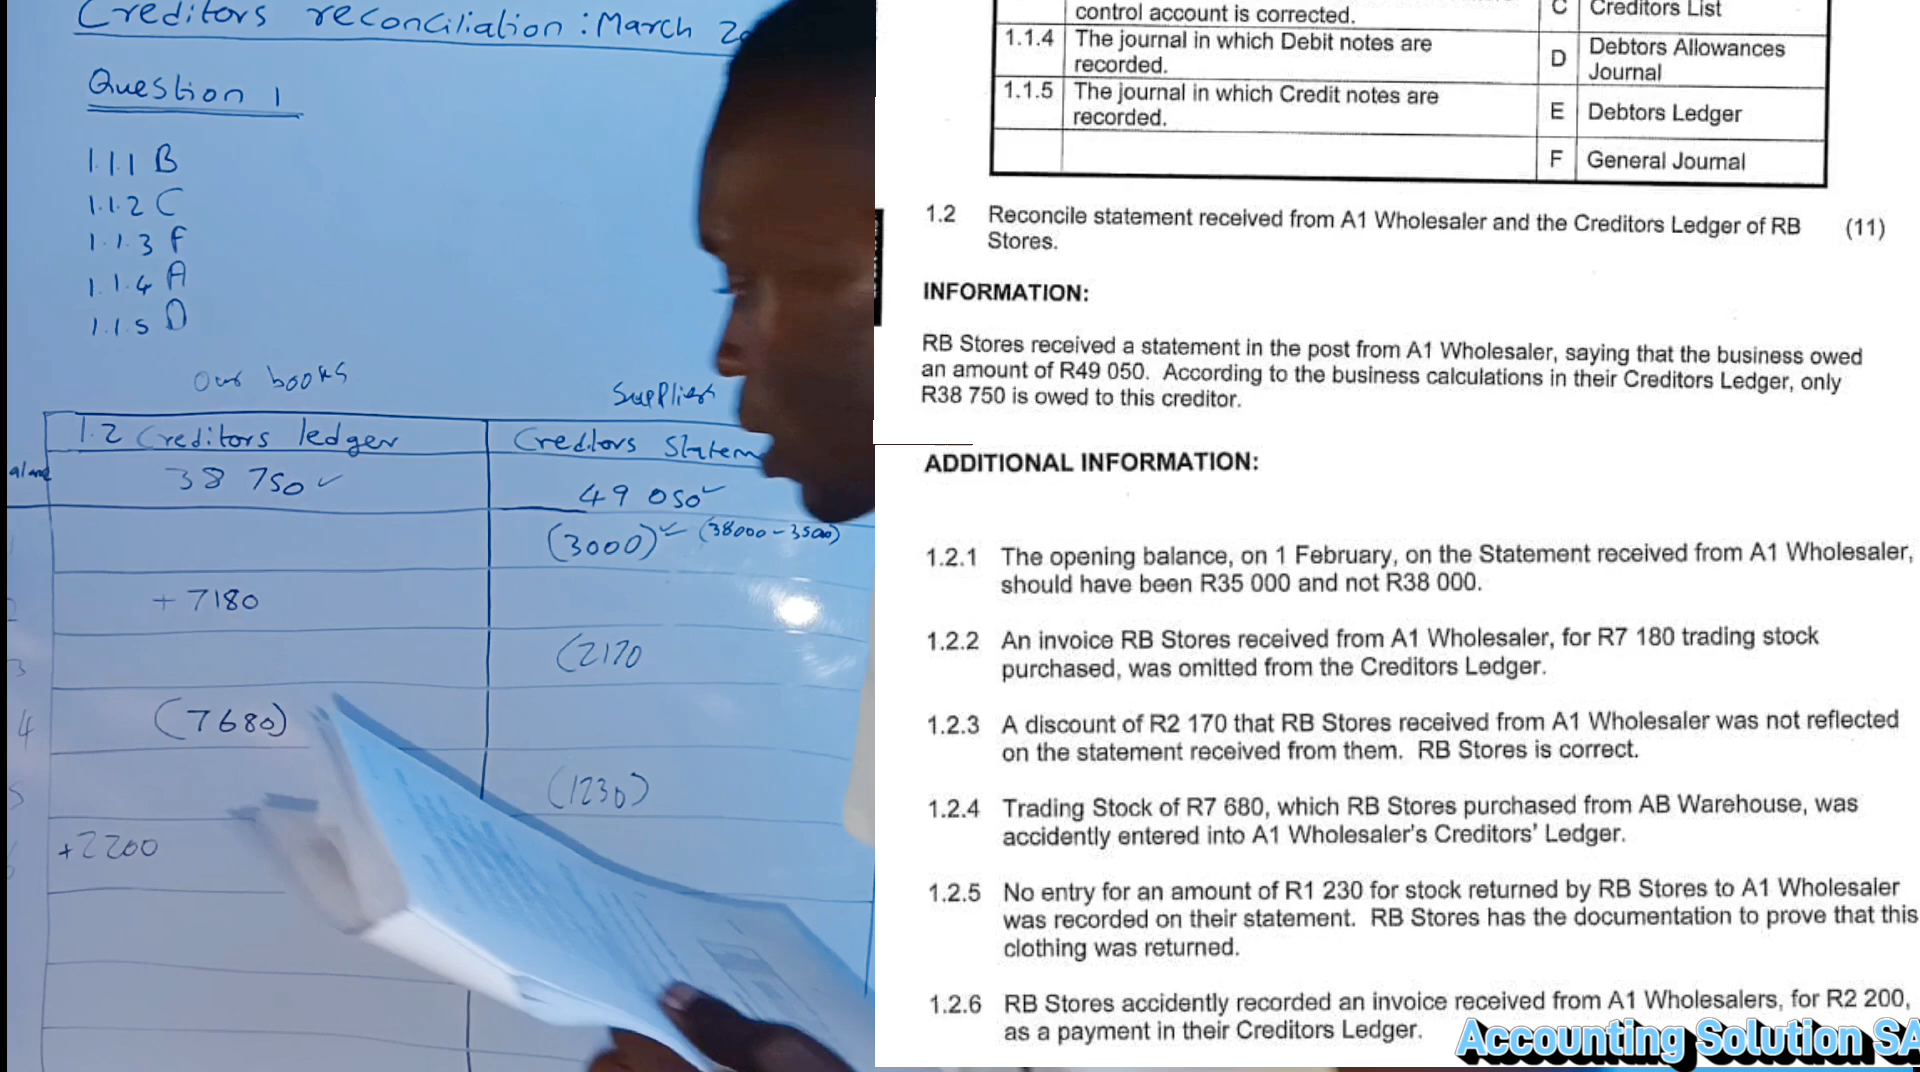 Creditors reconciliation : March 20
Question 1
1.1.1 B
1.1.2 C
1.1.3 F
1.1.4 A
1.1.5 D
Our books
Supplier
1.2 Creditors ledger
Creditors Statem
alance
38 750 ✓
49 050 ✓
(3000) ✓ (38000 - 3500)
+ 7180
3
(2170
4
(7680)
5
(1230)
+2200
control account is corrected.
C Creditors List
1.1.4 The journal in which Debit notes are
recorded.
D Debtors Allowances
Journal
1.1.5 The journal in which Credit notes are
recorded.
E Debtors Ledger
F General Journal
1.2 Reconcile statement received from A1 Wholesaler and the Creditors Ledger of RB (11)
Stores.
INFORMATION:
RB Stores received a statement in the post from A1 Wholesaler, saying that the business owed
an amount of R49 050. According to the business calculations in their Creditors Ledger, only
R38 750 is owed to this creditor.
ADDITIONAL INFORMATION:
1.2.1 The opening balance, on 1 February, on the Statement received from A1 Wholesaler,
should have been R35 000 and not R38 000.
1.2.2 An invoice RB Stores received from A1 Wholesaler, for R7 180 trading stock
purchased, was omitted from the Creditors Ledger.
1.2.3 A discount of R2 170 that RB Stores received from A1 Wholesaler was not reflected
on the statement received from them. RB Stores is correct.
1.2.4 Trading Stock of R7 680, which RB Stores purchased from AB Warehouse, was
accidently entered into A1 Wholesaler's Creditors' Ledger.
1.2.5 No entry for an amount of R1 230 for stock returned by RB Stores to A1 Wholesaler
was recorded on their statement. RB Stores has the documentation to prove that this
clothing was returned.
1.2.6 RB Stores accidently recorded an invoice received from A1 Wholesalers, for R2 200,
as a payment in their Creditors Ledger.
Accounting Solution SA